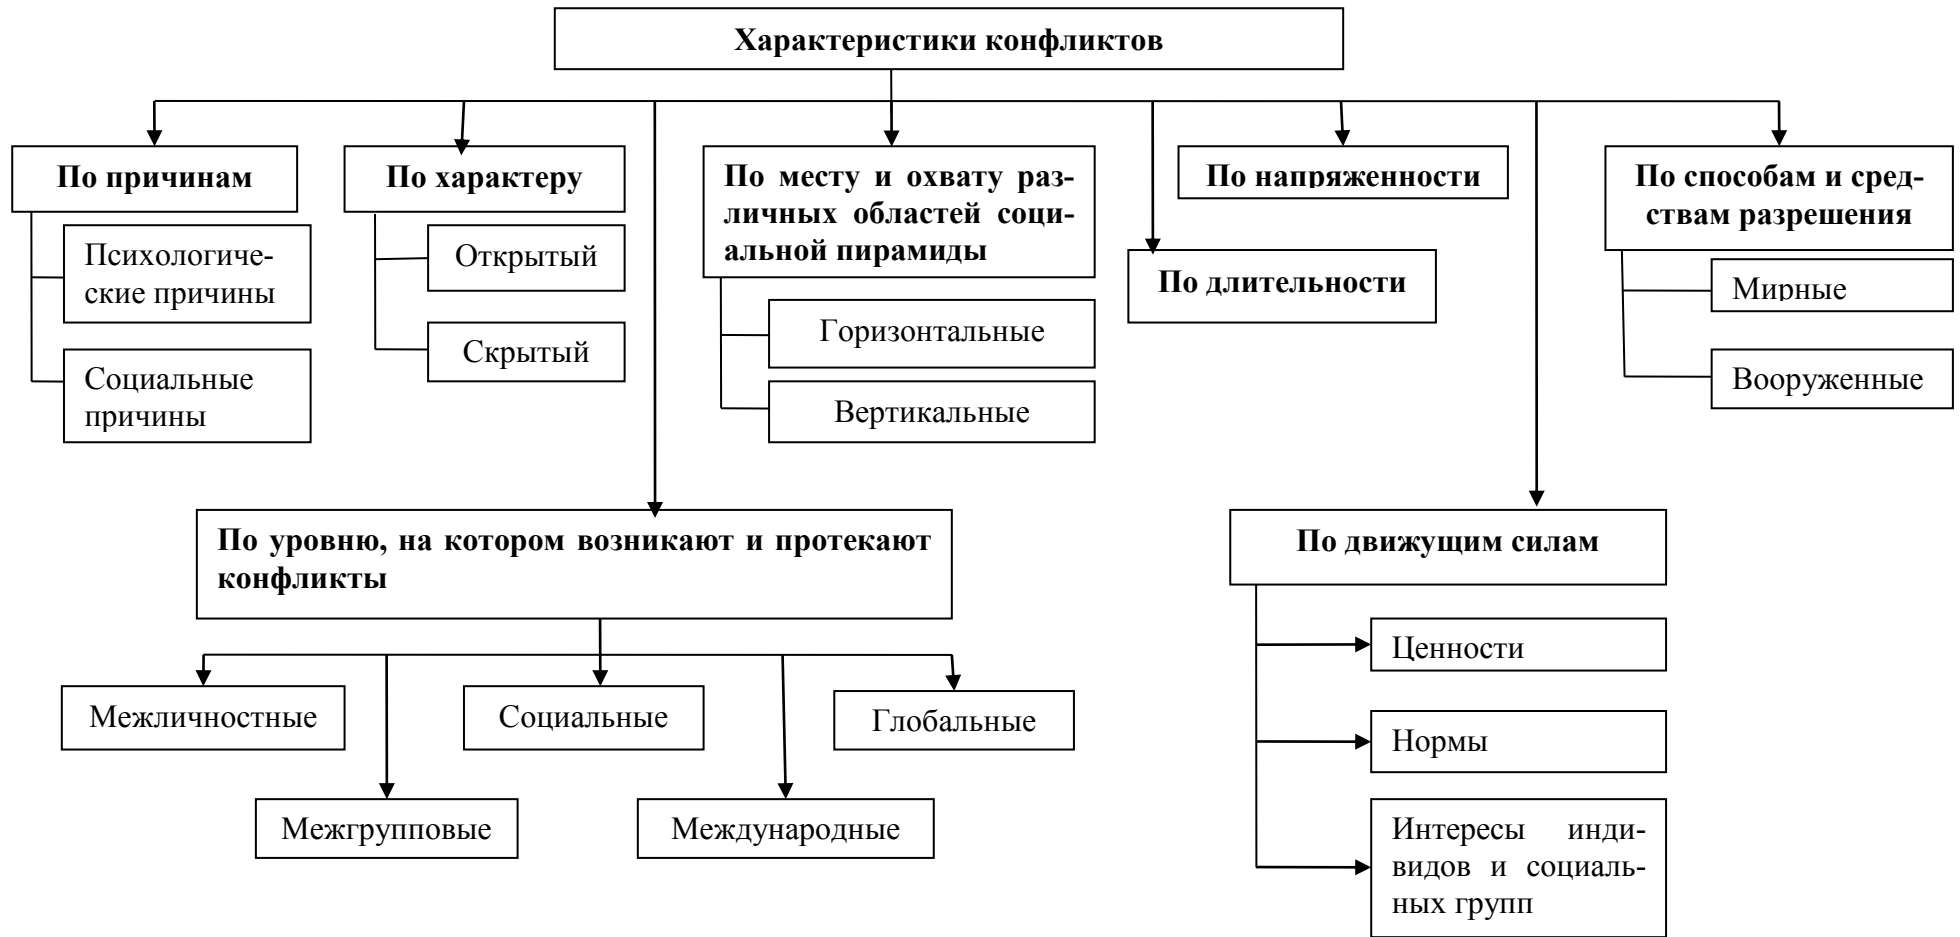 Характеристики конфликтов
По причинам
Психологиче-
ские причины
Социальные
причины
По характеру
Открытый
Скрытый
По месту и охвату раз-
личных областей соци-
альной пирамиды
Горизонтальные
Вертикальные
По длительности
По напряженности
По способам и сред-
ствам разрешения
Мирные
Вооруженные
По уровню, на котором возникают и протекают
конфликты
Межличностные
Межгрупповые
Социальные
Международные
Глобальные
По движущим силам
Ценности
Нормы
Интересы инди-
видов и социаль-
ных групп